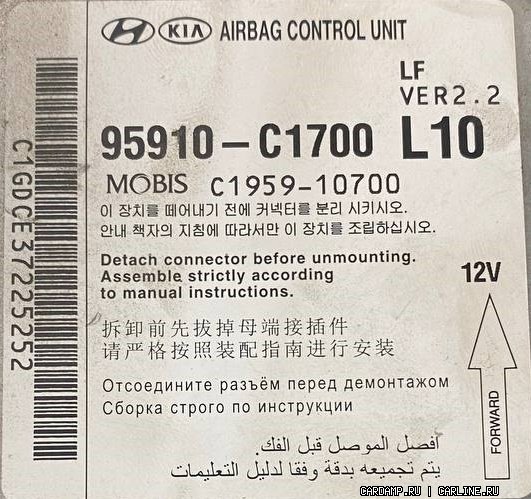 HYUNDAI KIA AIRBAG CONTROL UNIT
LF
VER2.2
95910-C1700 L10
MOBIS C1959-10700
이 장치를 떼어내기 전에 커넥터를 분리 시키시오.
안내 책자의 지침에 따라서만 이 장치를 조립하십시오.
Detach connector before unmounting.
Assemble strictly according
to manual instructions.
12V
拆卸前先拔掉母端接插件
请严格按照装配指南进行安装
Отсоедините разъём перед демонтажом
Сборка строго по инструкции
أفصل الموصل قبل الفك.
يتم تجميعه بدقة وفقا لدليل التعليمات
FORWARD
C1GDCE37225252
CARDAMP.RU | CARLINE.RU